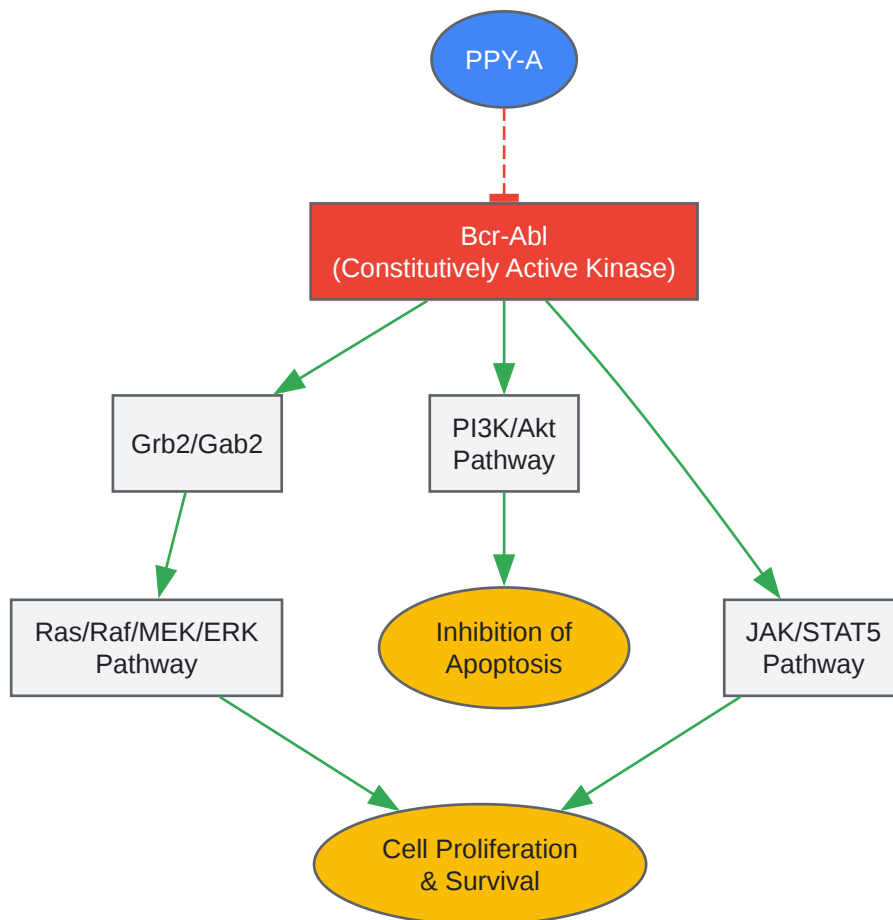 PPY-A
Bcr-Abl
(Constitutively Active Kinase)
Grb2/Gab2
PI3K/Akt
Pathway
Ras/Raf/MEK/ERK
Pathway
Inhibition of
Apoptosis
JAK/STAT5
Pathway
Cell Proliferation
& Survival